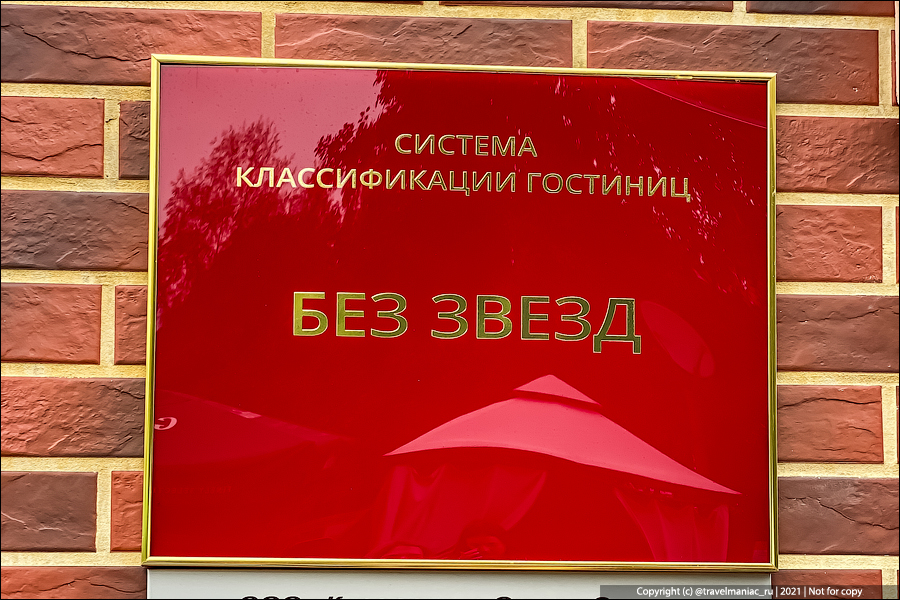 СИСТЕМА
КЛАССИФИКАЦИИ ГОСТИНИЦ
БЕЗ ЗВЕЗД
Copyright (c) @travelmaniac_ru | 2021 | Not for copy